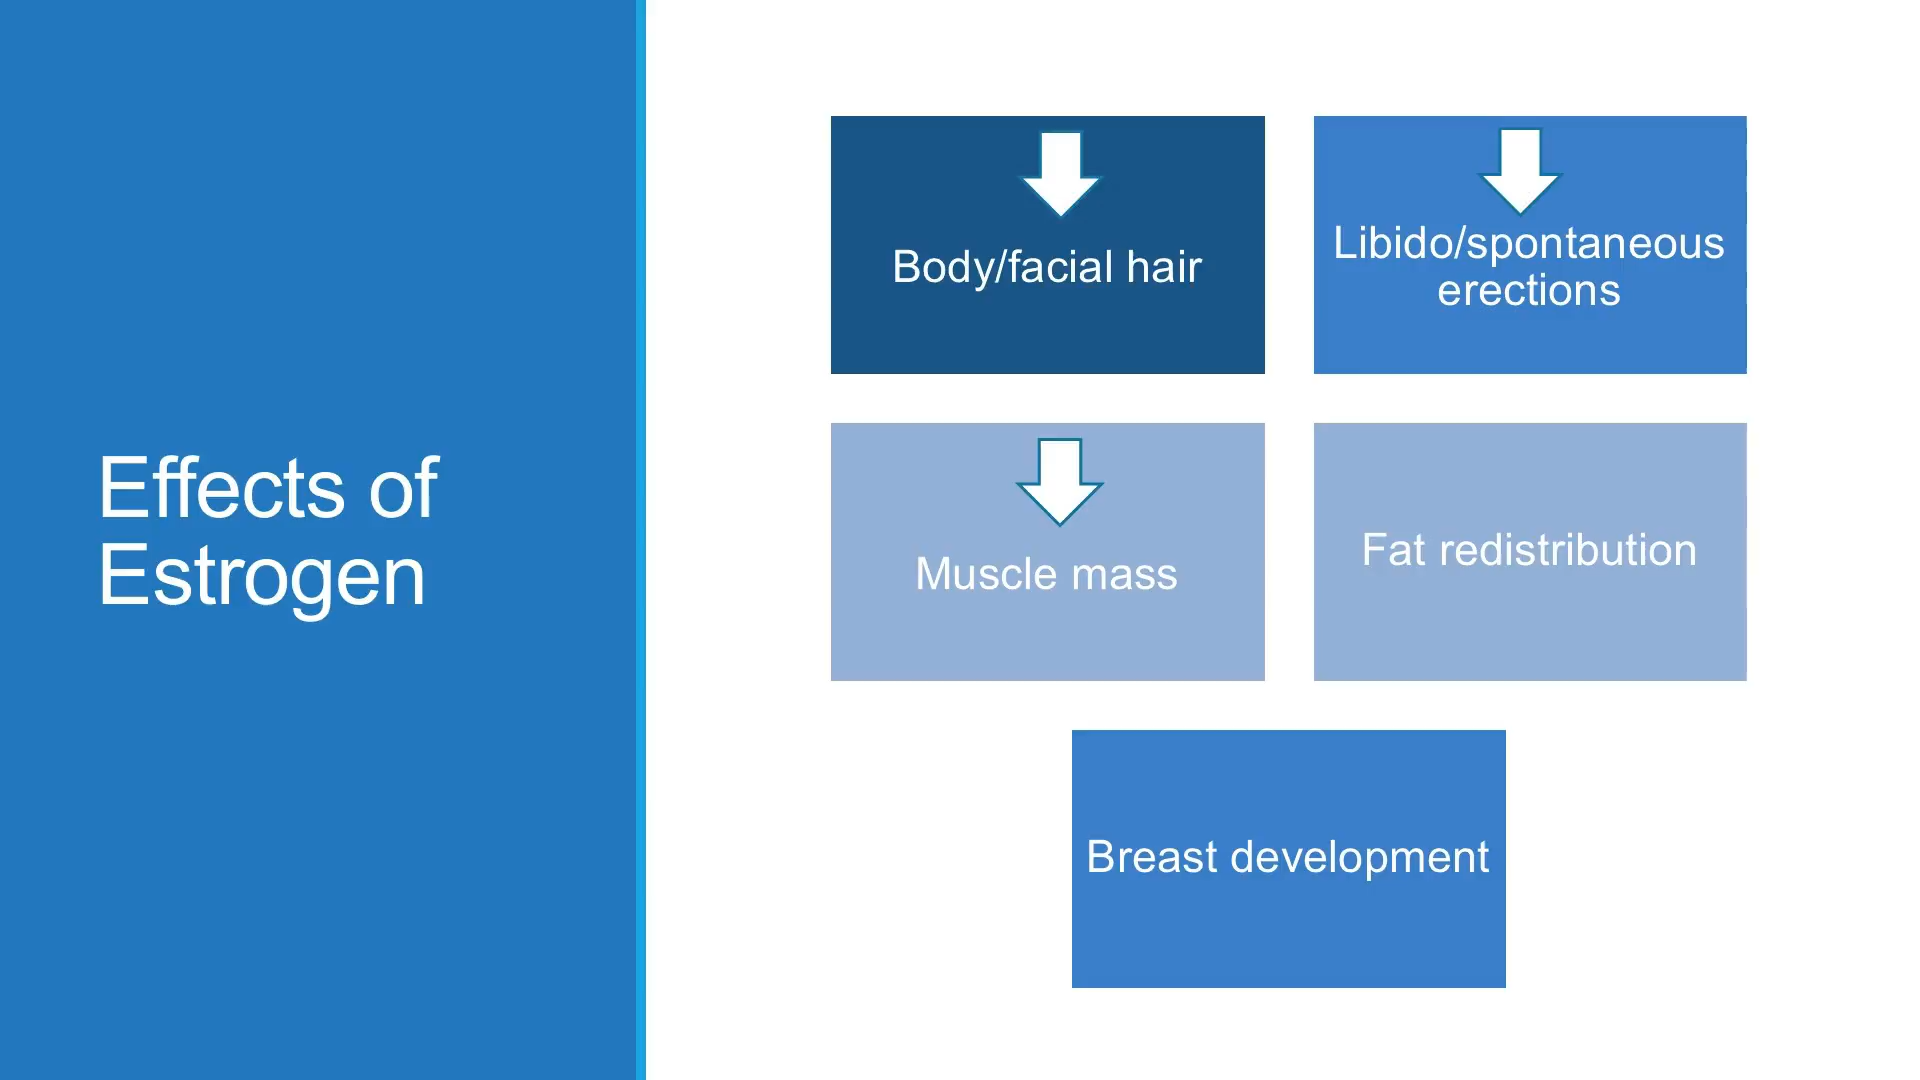 Effects of
Estrogen
Body/facial hair
Libido/spontaneous
erections
Muscle mass
Fat redistribution
Breast development